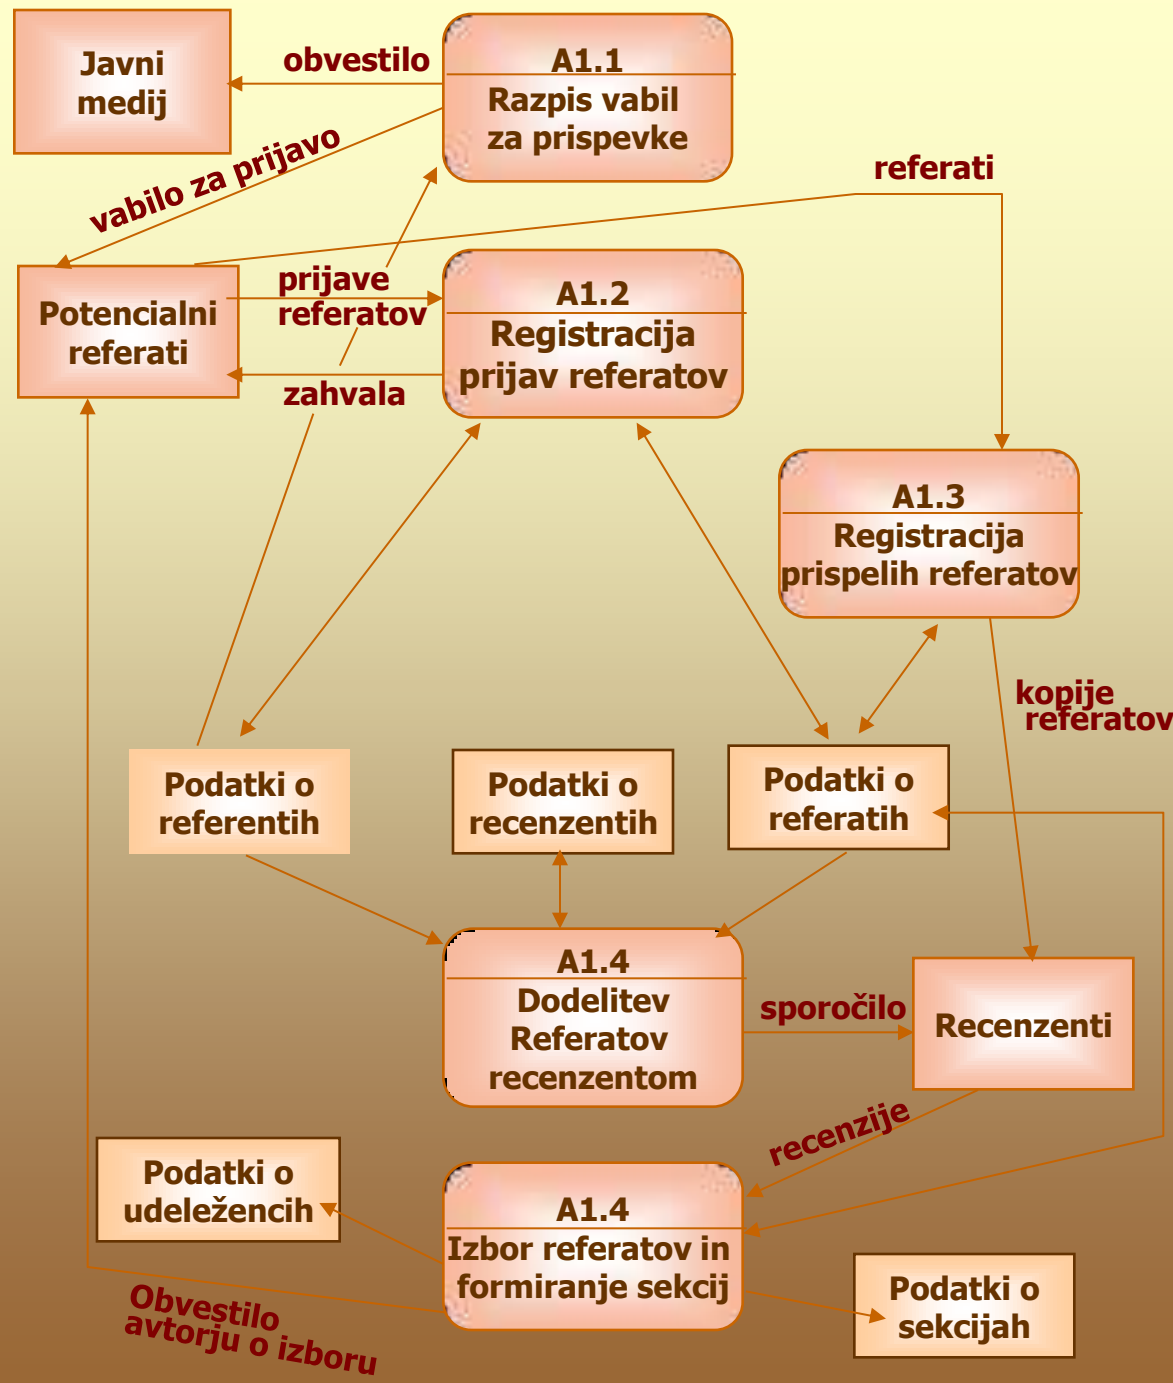 Javni
medij
obvestilo
A1.1
Razpis vabil
za prispevke
vabilo za prijavo
referati
Potencialni
referati
prijave
referatov
zahvala
A1.2
Registracija
prijav referatov
A1.3
Registracija
prispelih referatov
kopije
referatov
Podatki o
referentih
Podatki o
recenzentih
Podatki o
referatih
A1.4
Dodelitev
Referatov
recenzentom
sporočilo
Recenzenti
recenzije
Podatki o
udeležencih
A1.4
Izbor referatov in
formiranje sekcij
Podatki o
sekcijah
Obvestilo
avtorju o izboru